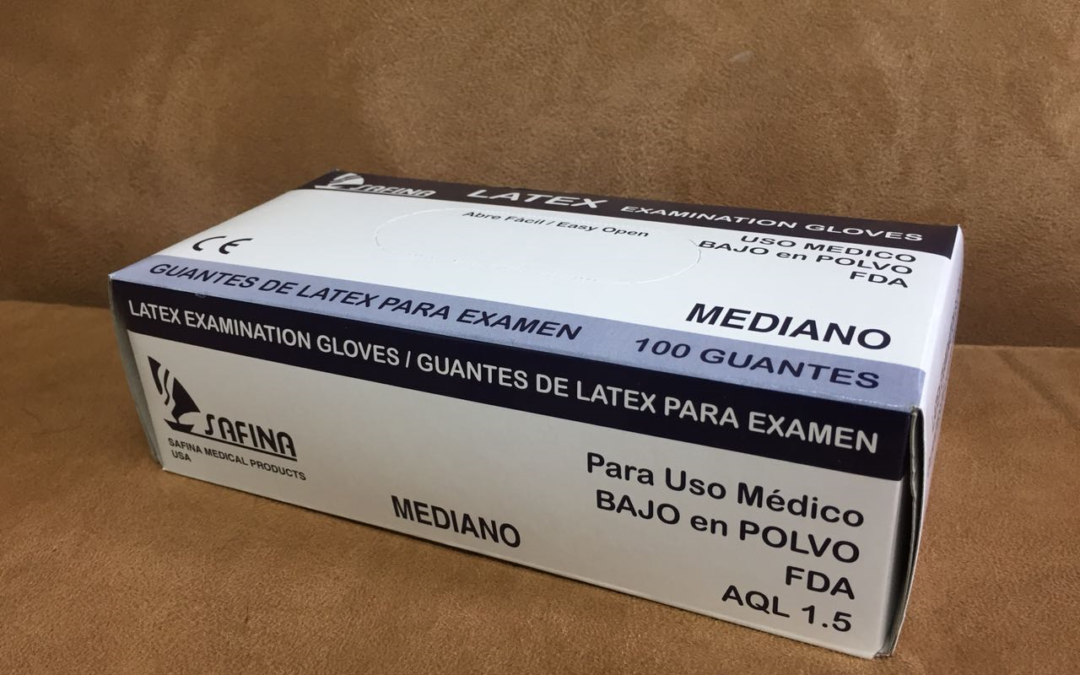 SAFINA LATEX EXAMINATION GLOVES
Abre Fácil / Easy Open
USO MEDICO
BAJO en POLVO
FDA
CE
MEDIANO
GUANTES DE LATEX PARA EXAMEN 100 GUANTES
LATEX EXAMINATION GLOVES / GUANTES DE LATEX PARA EXAMEN
SAFINA
SAFINA MEDICAL PRODUCTS
USA
MEDIANO
Para Uso Médico
BAJO en POLVO
FDA
AQL 1.5